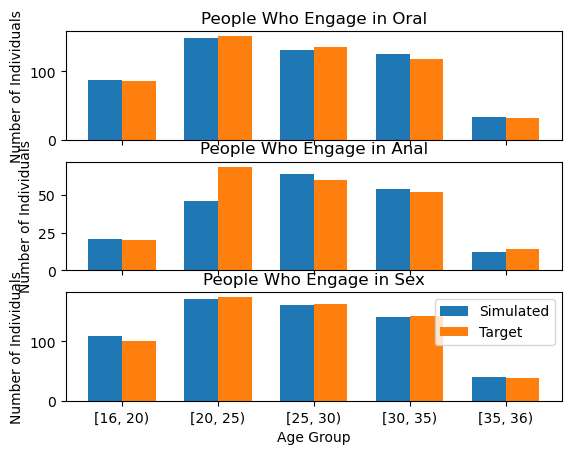 People Who Engage in Oral
Number of Individuals
100
0
People Who Engage in Anal
Number of Individuals
50
25
0
People Who Engage in Sex
Number of Individuals
100
0
Simulated
Target
[16, 20) [20, 25) [25, 30) [30, 35) [35, 36)
Age Group